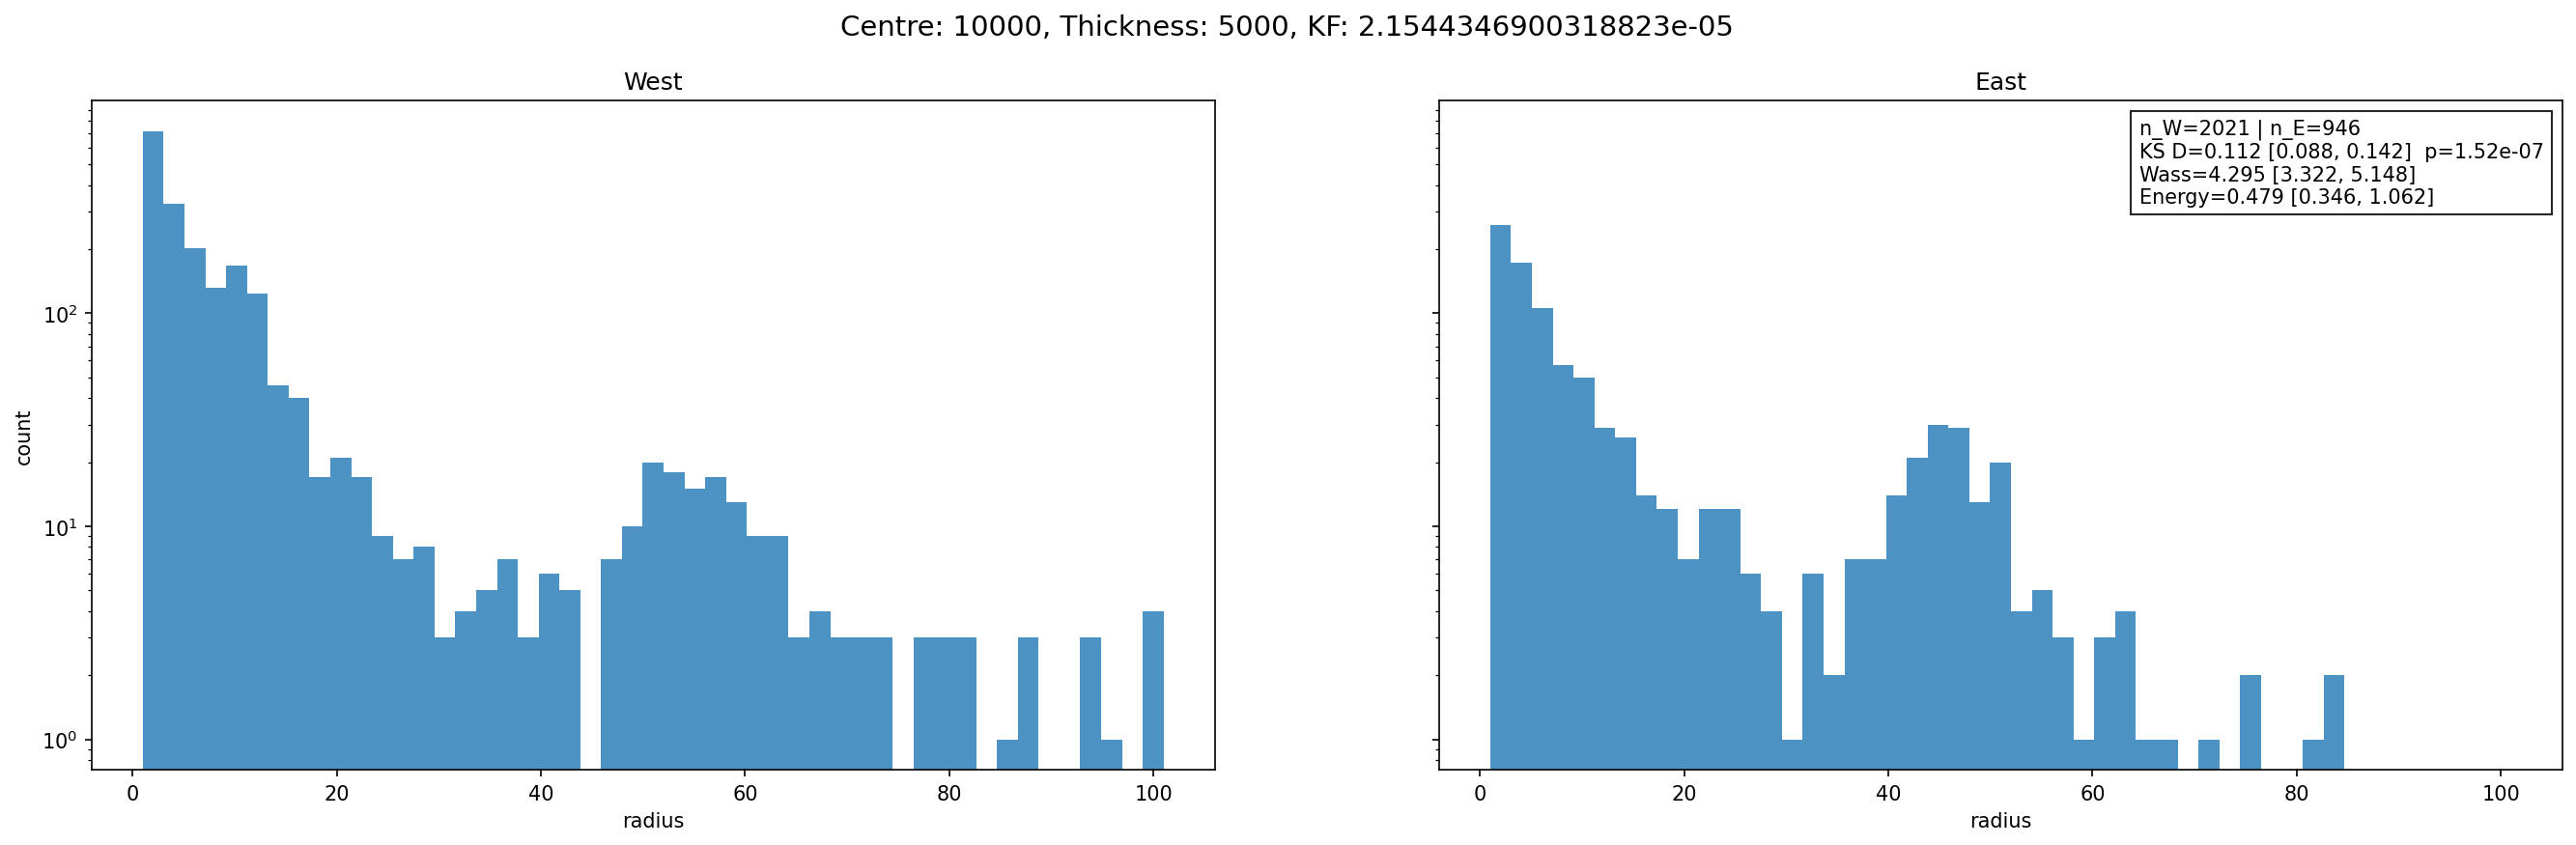 Centre: 10000, Thickness: 5000, KF: 2.1544346900318823e-05
West
East
n_W=2021 | n_E=946
KS D=0.112 [0.088, 0.142]  p=1.52e-07
Wass=4.295 [3.322, 5.148]
Energy=0.479 [0.346, 1.062]
count
10²
10¹
10⁰
0 20 40 60 80 100
radius
0 20 40 60 80 100
radius